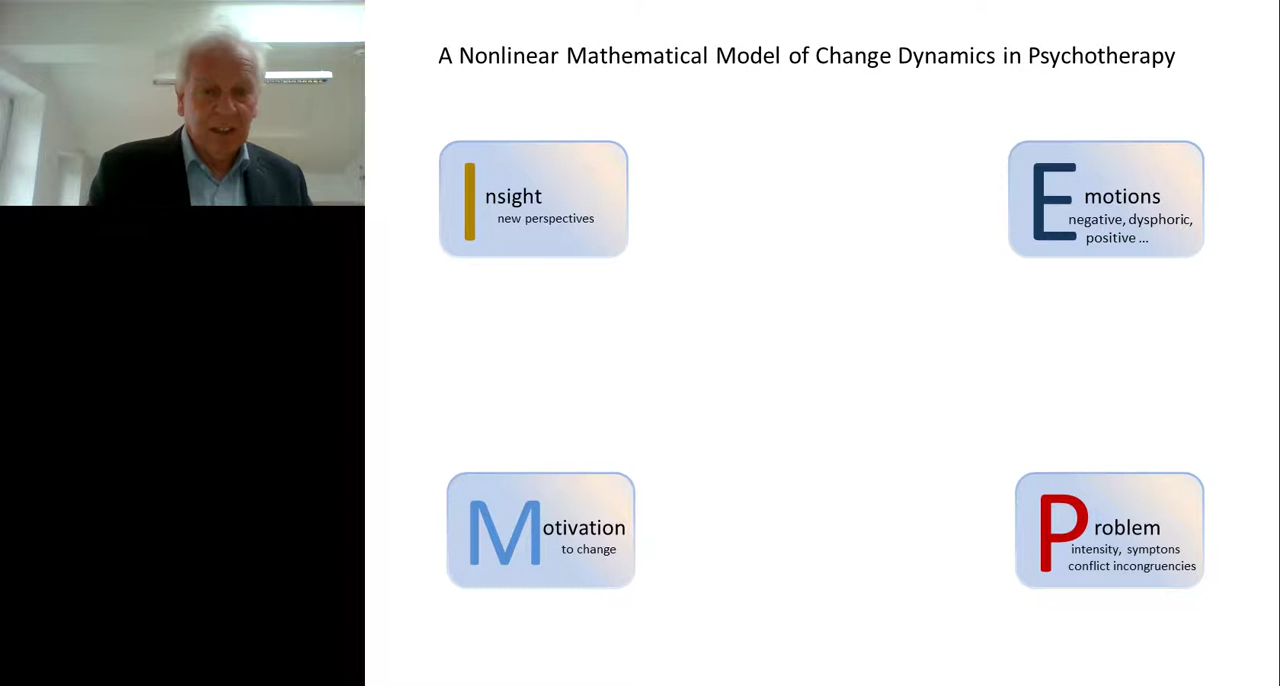 A Nonlinear Mathematical Model of Change Dynamics in Psychotherapy
Insight
new perspectives
Emotions
negative, dysphoric,
positive ...
Motivation
to change
Problem
intensity, symptons
conflict incongruencies